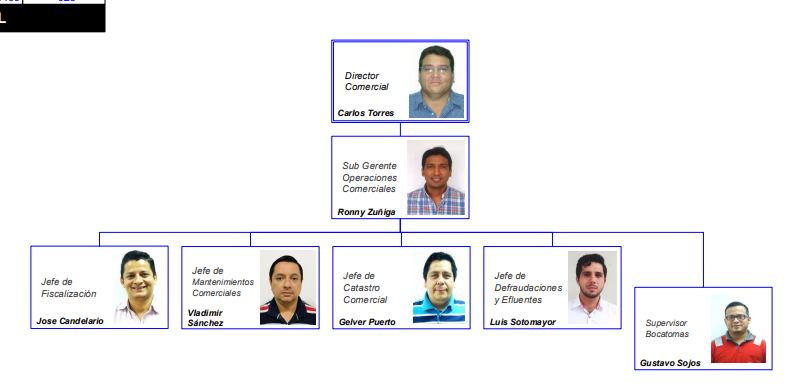 L
Director
Comercial
Carlos Torres
Sub Gerente
Operaciones
Comerciales
Ronny Zuñiga
Jefe de
Fiscalización
Jose Candelario
Jefe de
Mantenimientos
Comerciales
Vladimir
Sánchez
Jefe de
Catastro
Comercial
Gelver Puerto
Jefe de
Defraudaciones
y Efluentes
Luis Sotomayor
Supervisor
Bocatomas
Gustavo Sojos